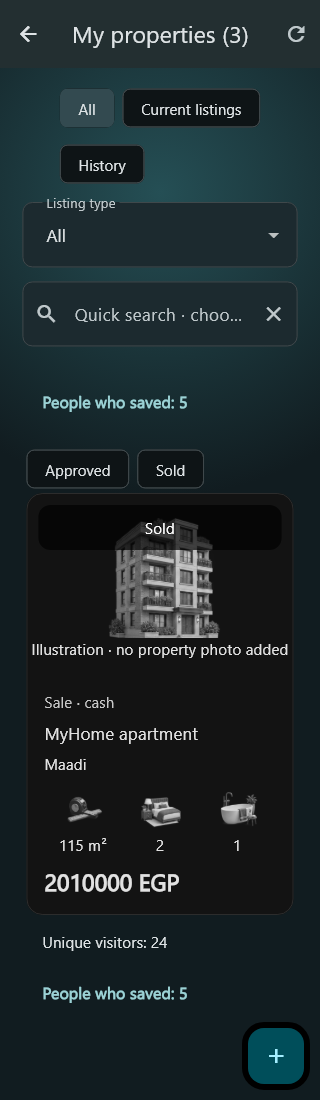 My properties (3)
All
Current listings
History
Listing type
All
Quick search · choo...
People who saved: 5
Approved
Sold
Sold
Illustration · no property photo added
Sale · cash
MyHome apartment
Maadi
115 m²
2
1
2010000 EGP
Unique visitors: 24
People who saved: 5